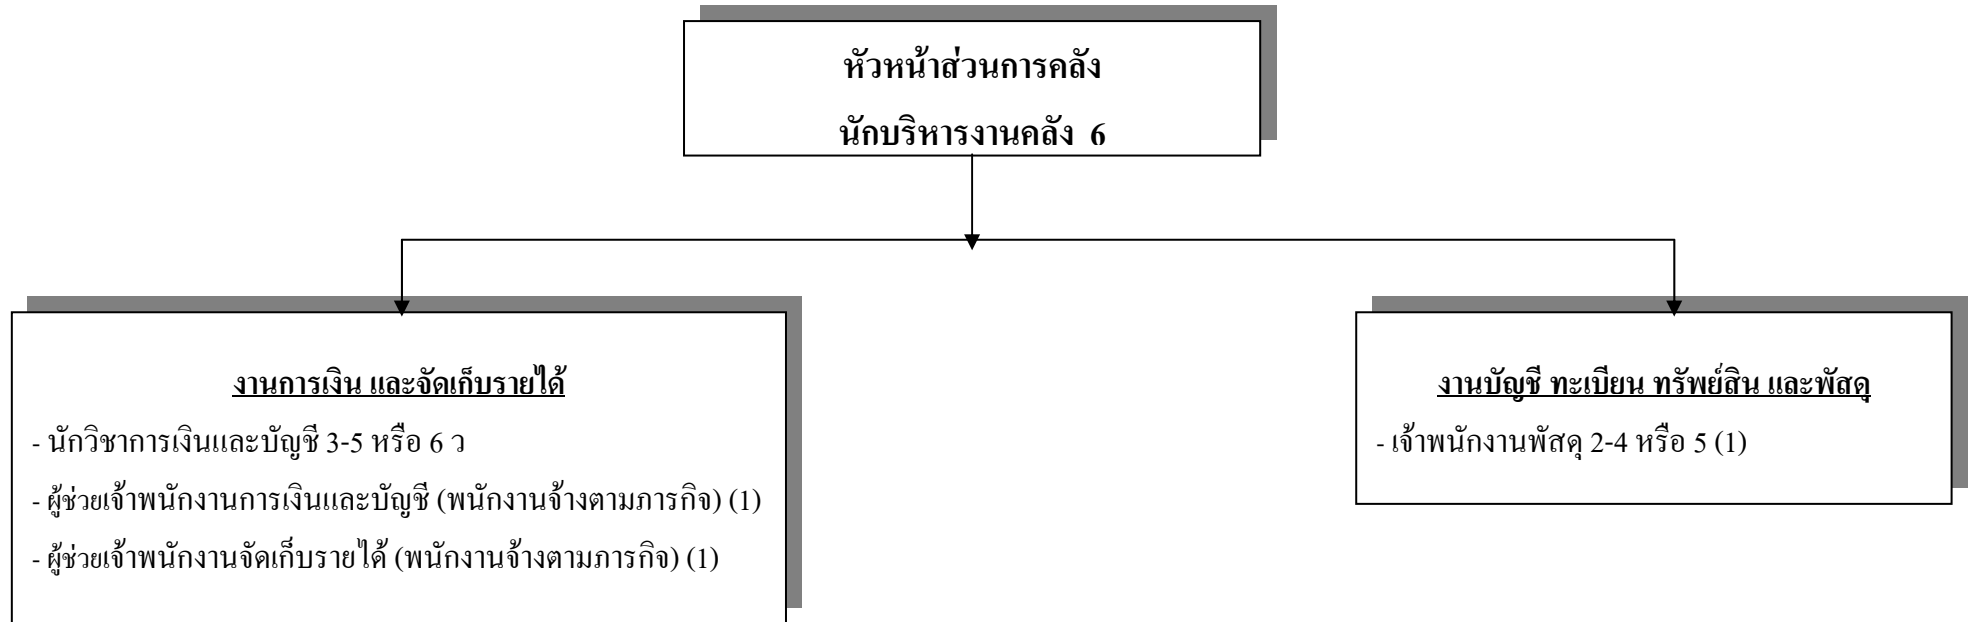 หัวหน้าส่วนการคลัง
นักบริหารงานคลัง 6
งานการเงิน และจัดเก็บรายได้
- นักวิชาการเงินและบัญชี 3-5 หรือ 6 ว
- ผู้ช่วยเจ้าพนักงานการเงินและบัญชี (พนักงานจ้างตามภารกิจ) (1)
- ผู้ช่วยเจ้าพนักงานจัดเก็บรายได้ (พนักงานจ้างตามภารกิจ) (1)
งานบัญชี ทะเบียน ทรัพย์สิน และพัสดุ
- เจ้าพนักงานพัสดุ 2-4 หรือ 5 (1)